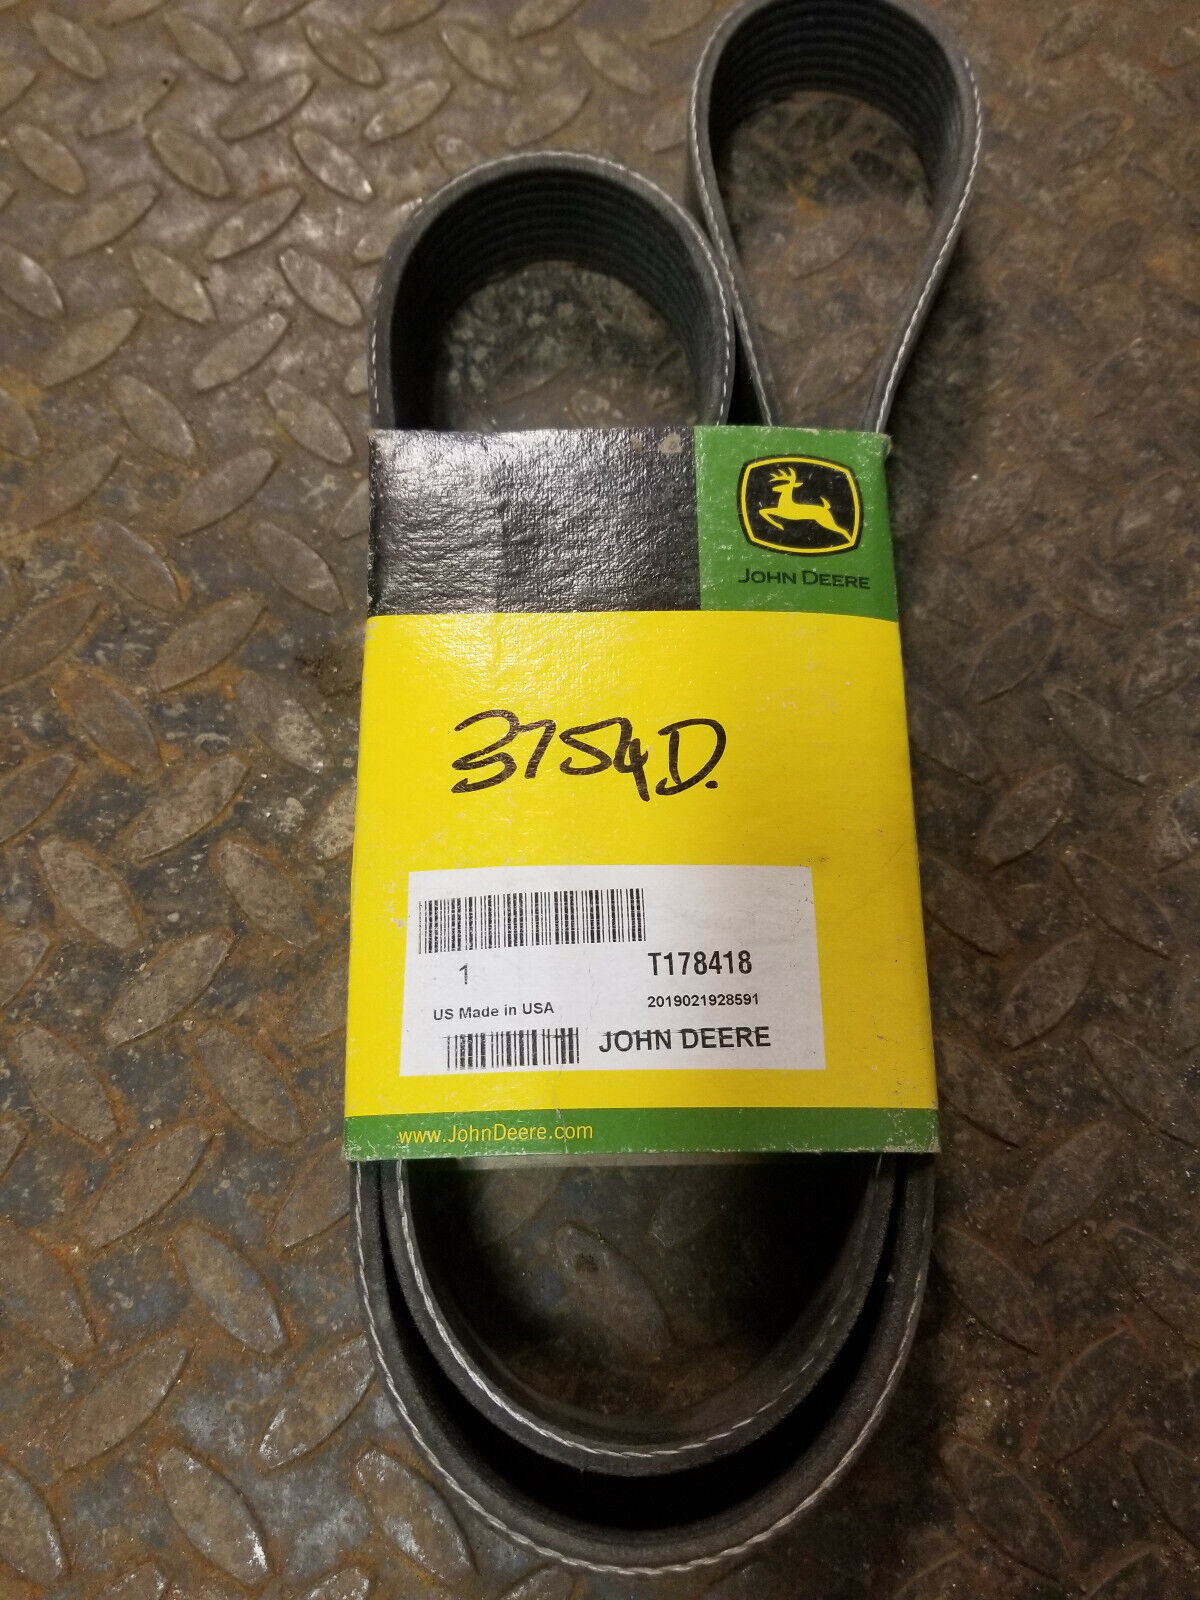 JOHN DEERE
3754D.
1
T178418
US Made in USA
2019021928591
JOHN DEERE
www.JohnDeere.com